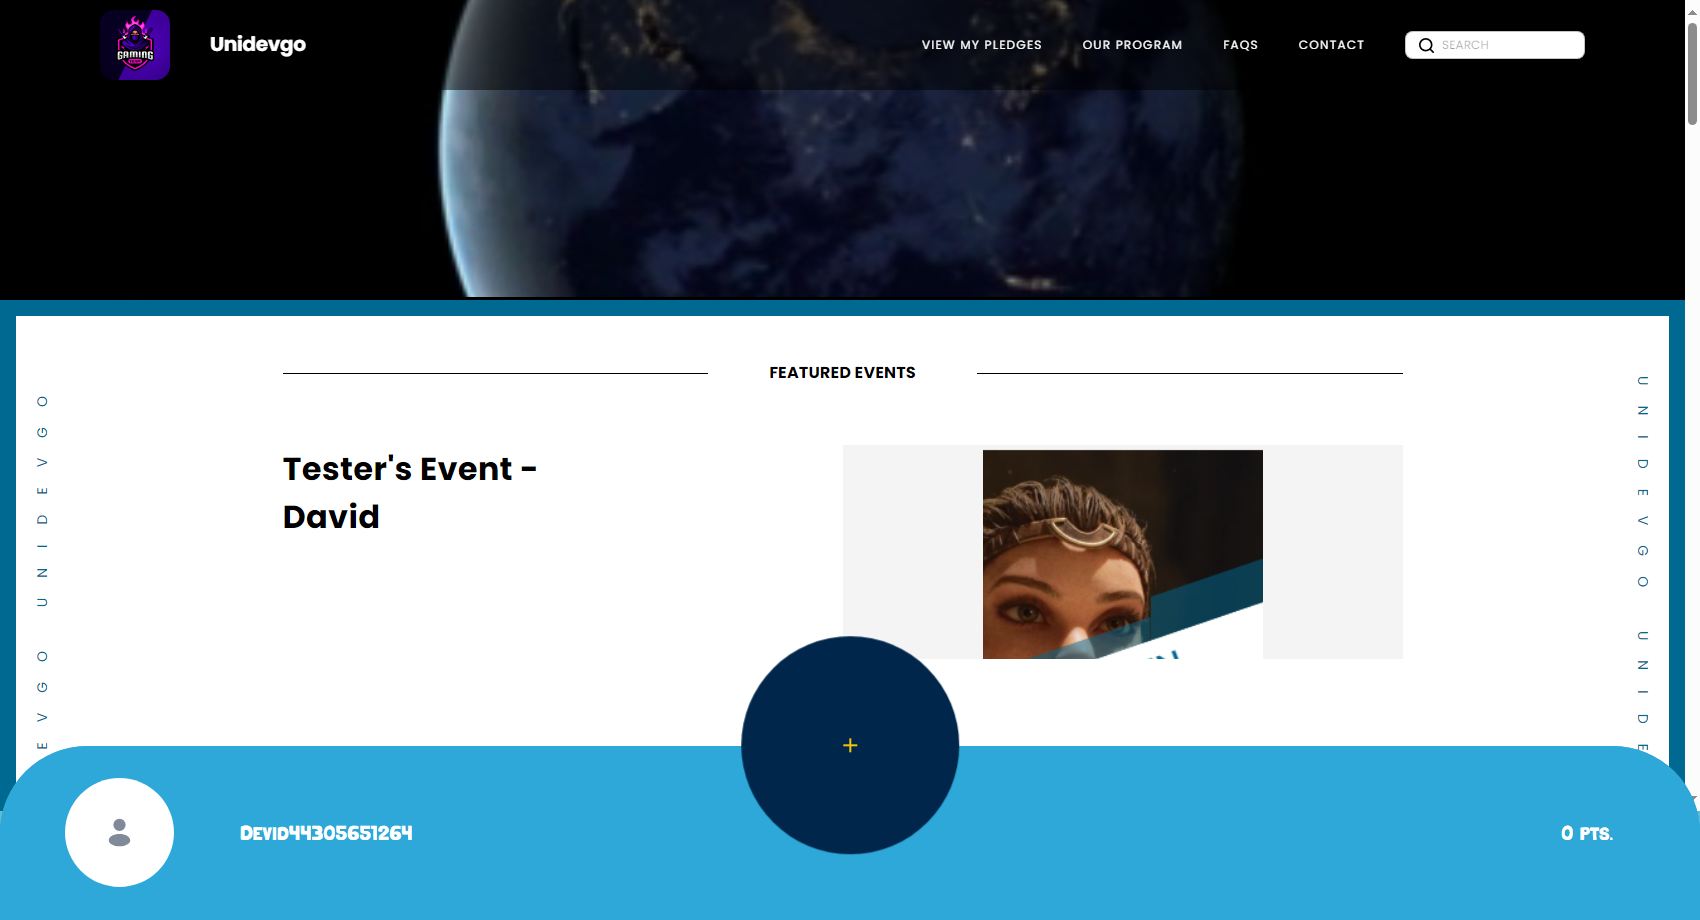 GAMING
Unidevgo
VIEW MY PLEDGES
OUR PROGRAM
FAQS
CONTACT
SEARCH
FEATURED EVENTS
UNIDEVGO
EVGO
UNIDEVGO
UNIDE
Tester's Event -
David
+
Devid44305651264
0 PTS.